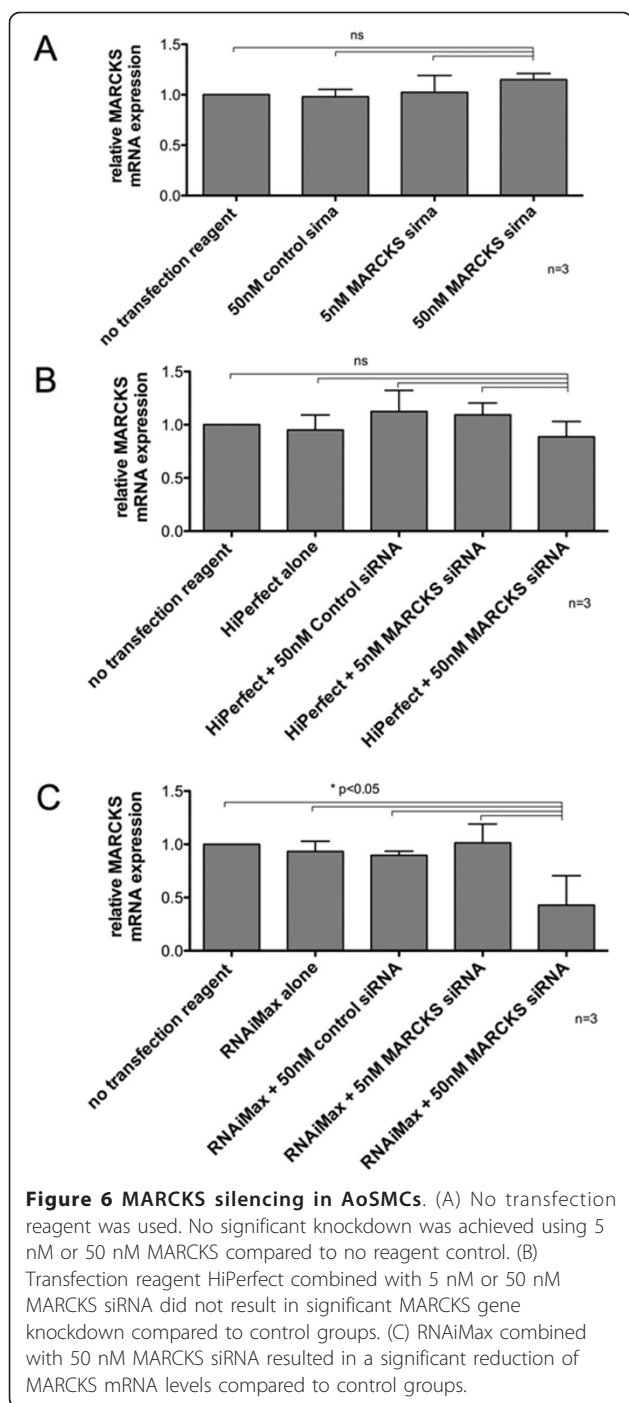 A
ns
relative MARCKS
mRNA expression
1.5
1.0
0.5
0.0
no transfection reagent
50nM control sirna
5nM MARCKS sirna
50nM MARCKS sirna
n=3
B
ns
relative MARCKS
mRNA expression
1.5
1.0
0.5
0.0
no transfection reagent
HiPerfect alone
HiPerfect + 50nM Control siRNA
HiPerfect + 5nM MARCKS siRNA
HiPerfect + 50nM MARCKS siRNA
n=3
C
* p<0.05
relative MARCKS
mRNA expression
1.5
1.0
0.5
0.0
no transfection reagent
RNAiMax alone
RNAiMax + 50nM control siRNA
RNAiMax + 5nM MARCKS siRNA
RNAiMax + 50nM MARCKS siRNA
n=3
Figure 6 MARCKS silencing in AoSMCs. (A) No transfection
reagent was used. No significant knockdown was achieved using 5
nM or 50 nM MARCKS compared to no reagent control. (B)
Transfection reagent HiPerfect combined with 5 nM or 50 nM
MARCKS siRNA did not result in significant MARCKS gene
knockdown compared to control groups. (C) RNAiMax combined
with 50 nM MARCKS siRNA resulted in a significant reduction of
MARCKS mRNA levels compared to control groups.